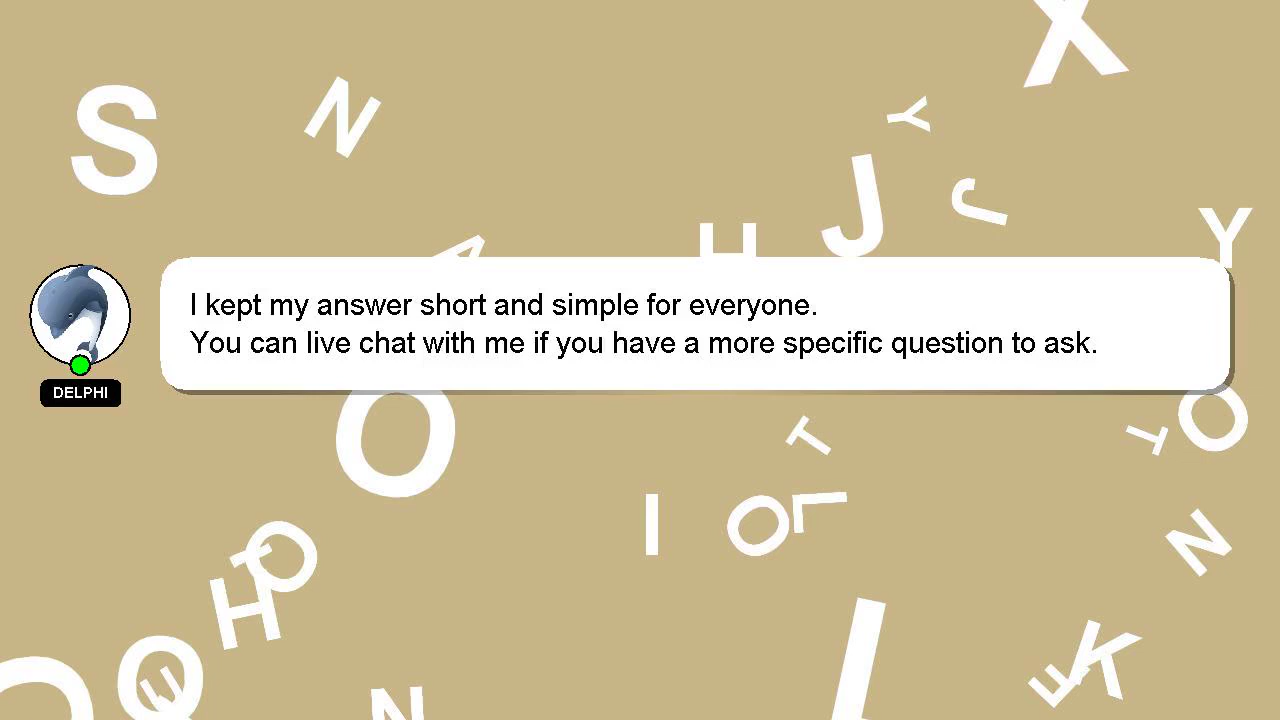 X
S
N
Y
J
J
Y
H
A
I kept my answer short and simple for everyone.
You can live chat with me if you have a more specific question to ask.
DELPHI
O
O
T
T
I
O
L
N
O
T
H
K
E
O
N